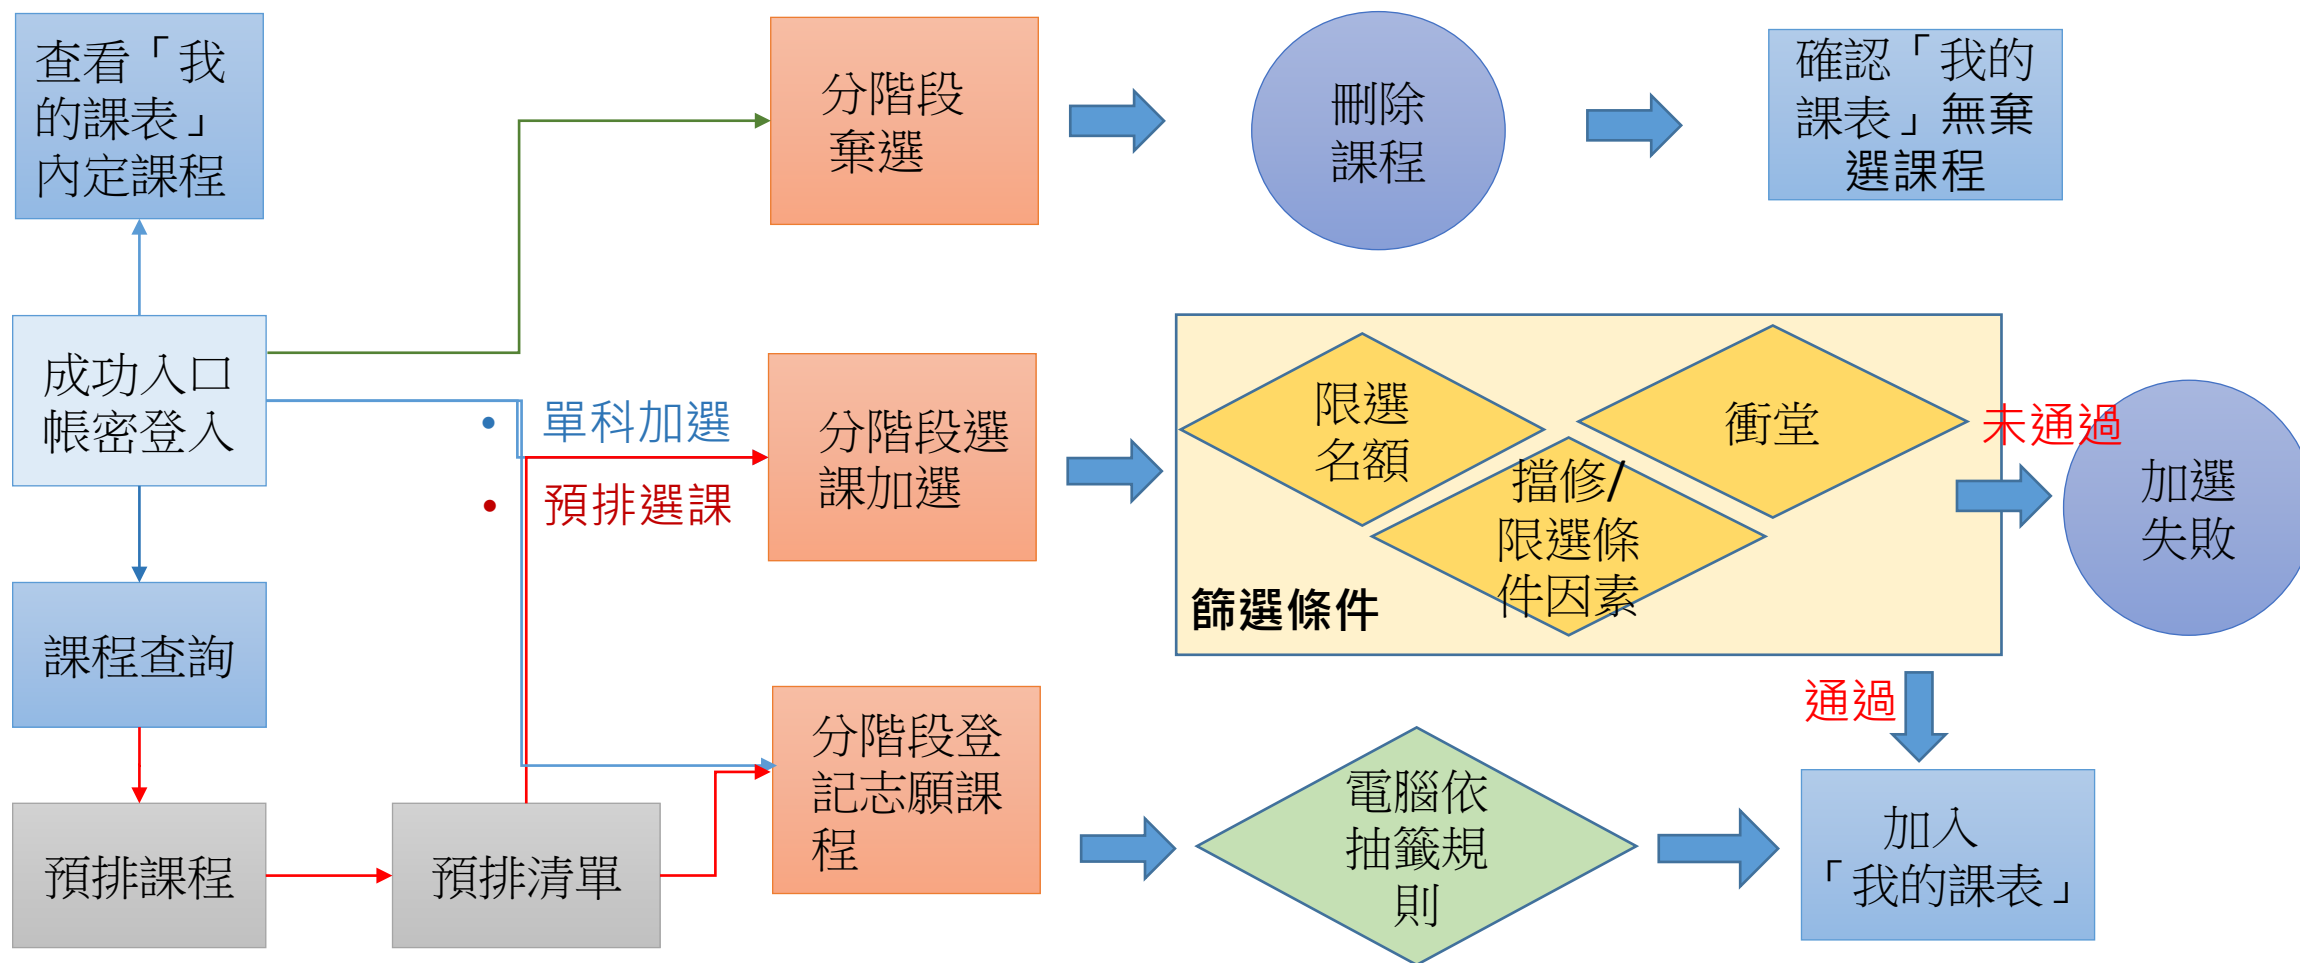 查看「我
的課表」
內定課程
分階段
棄選
刪除
課程
確認「我的
課表」無棄
選課程
成功入口
帳密登入
• 單科加選
• 預排選課
分階段選
課加選
限選
名額
衝堂
擋修/
限選條
件因素
篩選條件
未通過
加選
失敗
課程查詢
通過
分階段登
記志願課
程
電腦依
抽籤規
則
加入
「我的課表」
預排課程
預排清單